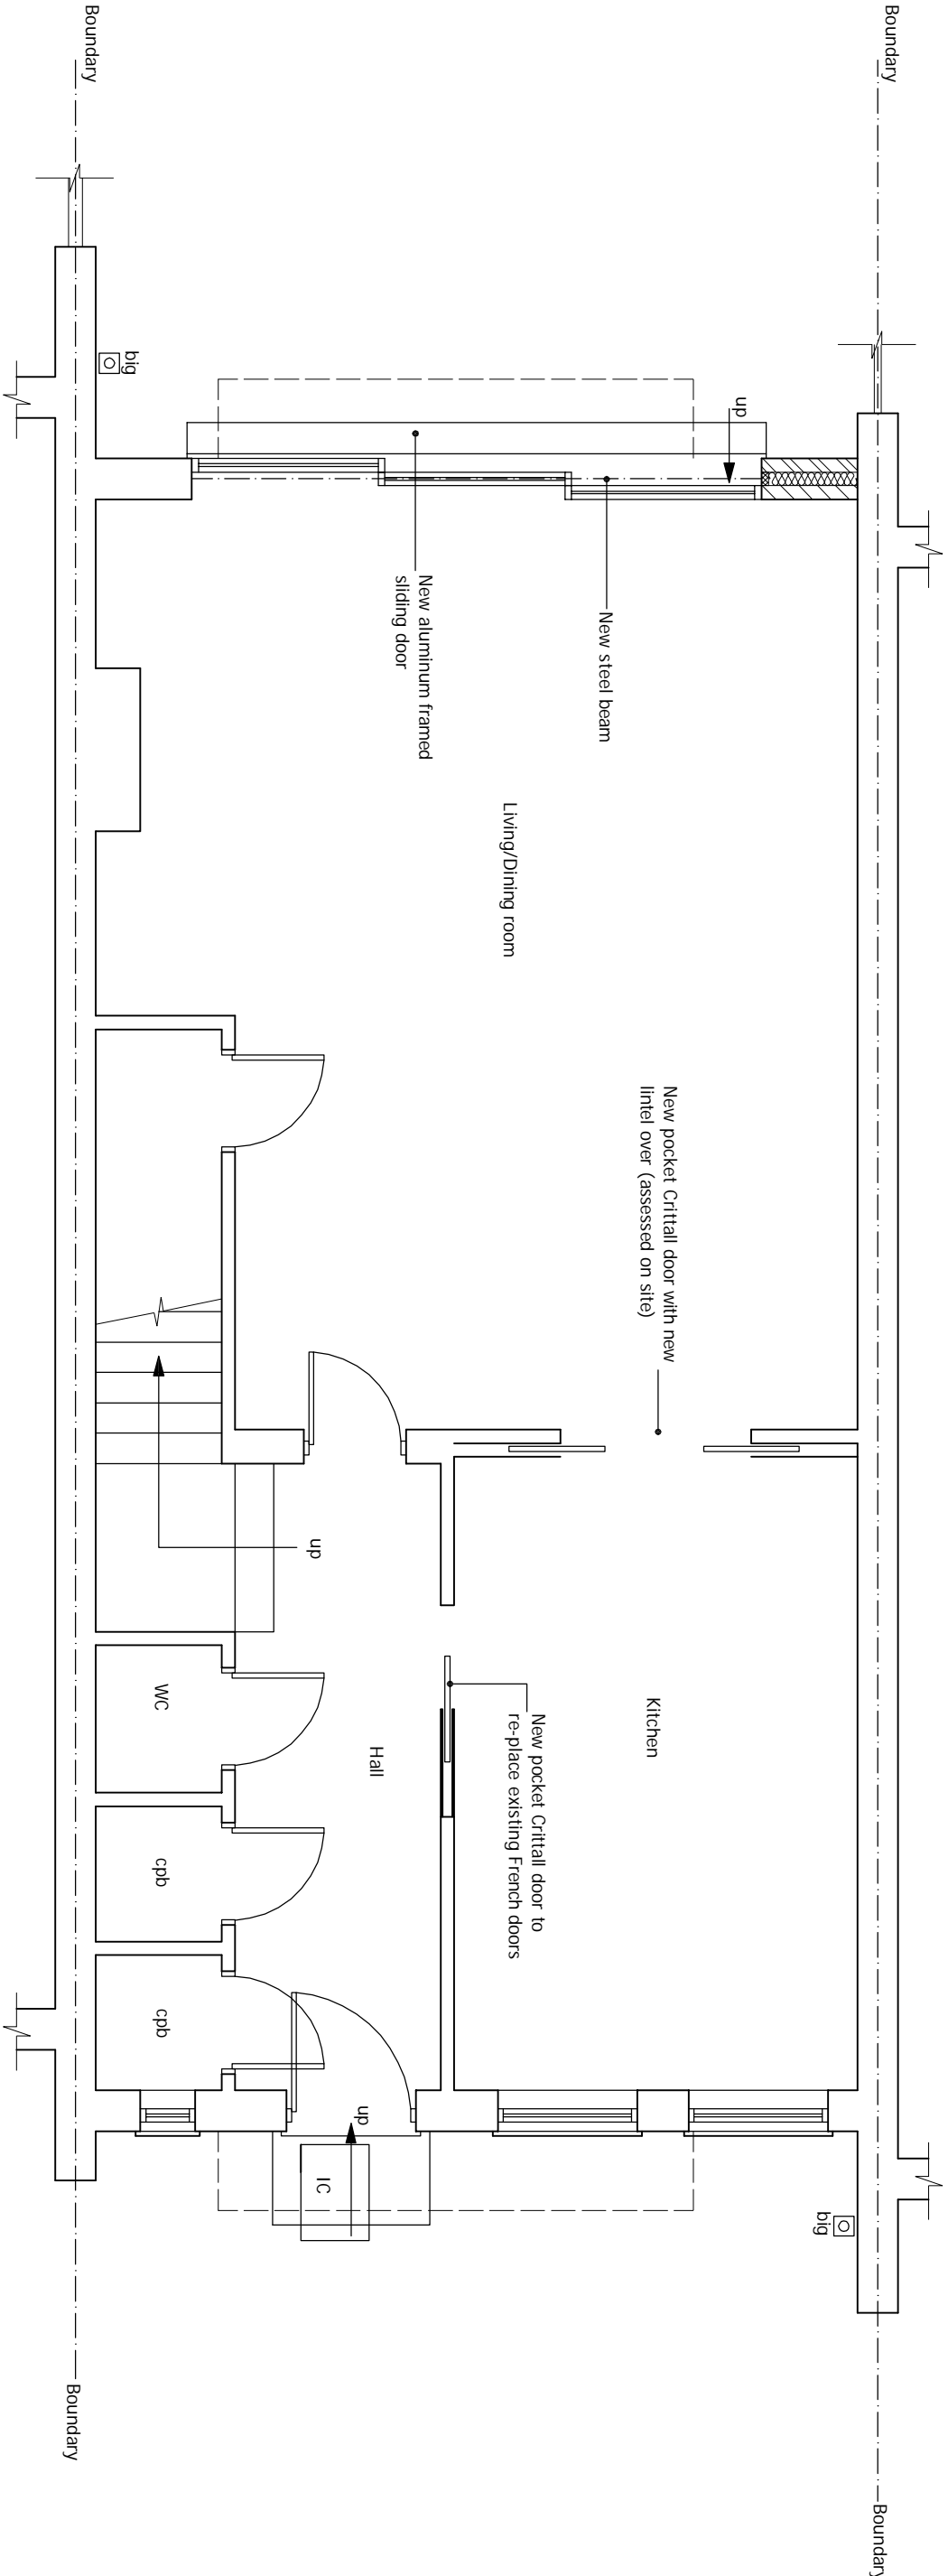 Boundary
Boundary
big
up
New aluminum framed
sliding door
New steel beam
Living/Dining room
New pocket Crittall door with new
lintel over (assessed on site)
up
WC
Hall
Kitchen
New pocket Crittall door to
re-place existing French doors
cpb
cpb
up
IC
big
Boundary
Boundary